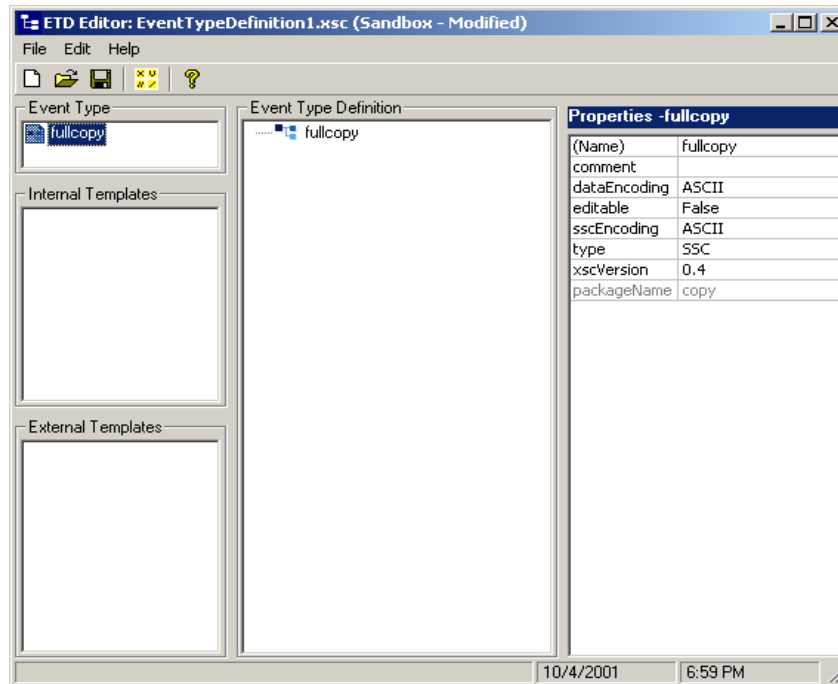 ETD Editor: EventTypeDefinition1.xsc (Sandbox - Modified)
File Edit Help
Event Type
fullcopy
Internal Templates
External Templates
Event Type Definition
fullcopy
Properties -fullcopy
(Name) fullcopy
comment
dataEncoding ASCII
editable False
sscEncoding ASCII
type SSC
xscVersion 0.4
packageName copy
10/4/2001 6:59 PM